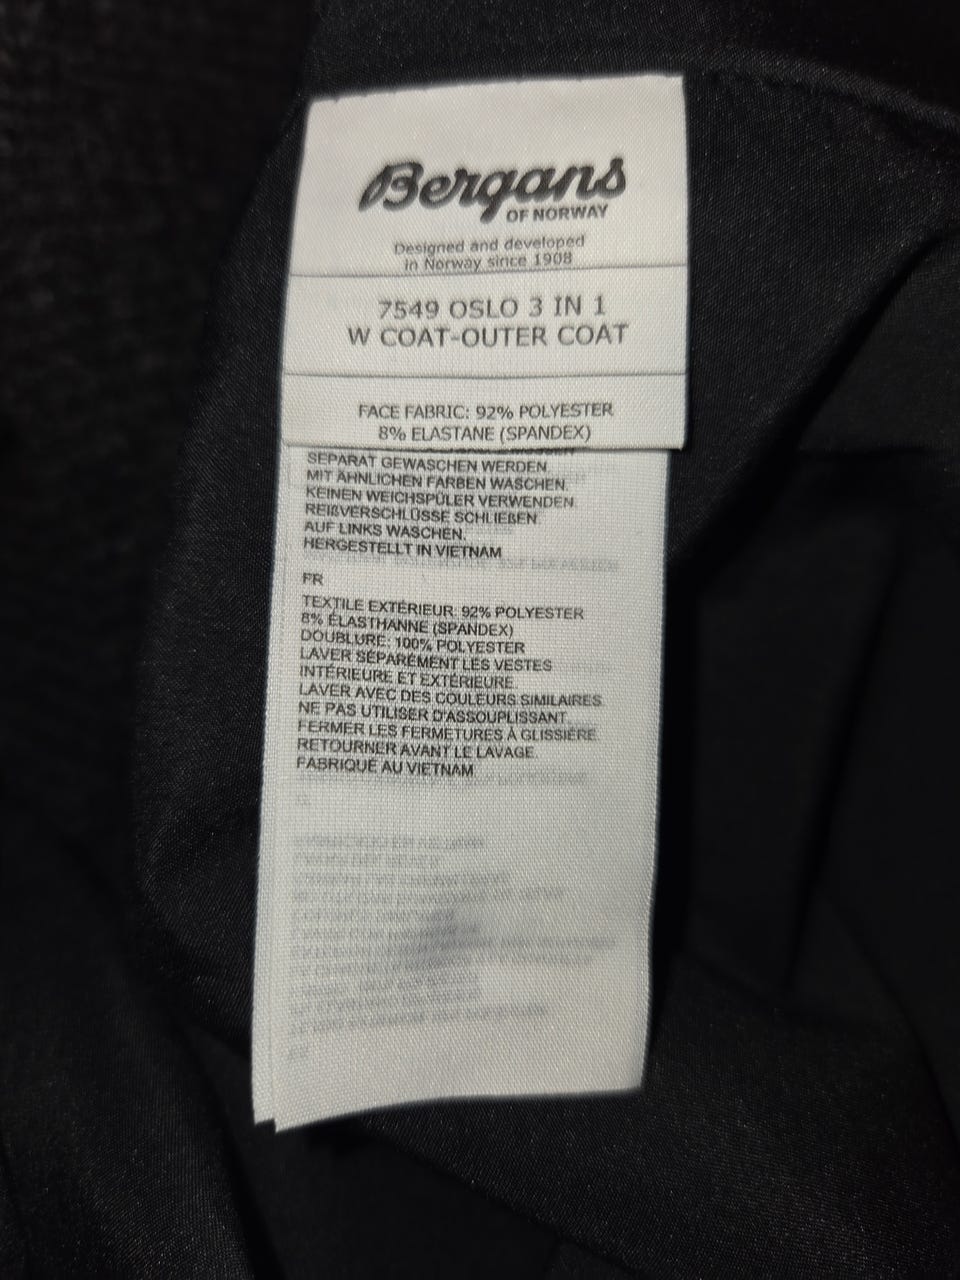 Bergans
OF NORWAY
Designed and developed
in Norway since 1908
7549 OSLO 3 IN 1
W COAT-OUTER COAT
FACE FABRIC: 92% POLYESTER
8% ELASTANE (SPANDEX)
SEPARAT GEWASCHEN WERDEN.
MIT ÄHNLICHEN FARBEN WASCHEN.
KEINEN WEICHSPÜLER VERWENDEN.
REIßVERSCHLÜSSE SCHLIEßEN.
AUF LINKS WASCHEN.
HERGESTELLT IN VIETNAM
FR
TEXTILE EXTÉRIEUR: 92% POLYESTER
8% ÉLASTHANNE (SPANDEX)
DOUBLURE: 100% POLYESTER
LAVER SÉPARÉMENT LES VESTES
INTÉRIEURE ET EXTÉRIEURE.
LAVER AVEC DES COULEURS SIMILAIRES.
NE PAS UTILISER D'ASSOUPLISSANT.
FERMER LES FERMETURES À GLISSIÈRE.
RETOURNER AVANT LE LAVAGE.
FABRIQUÉ AU VIETNAM